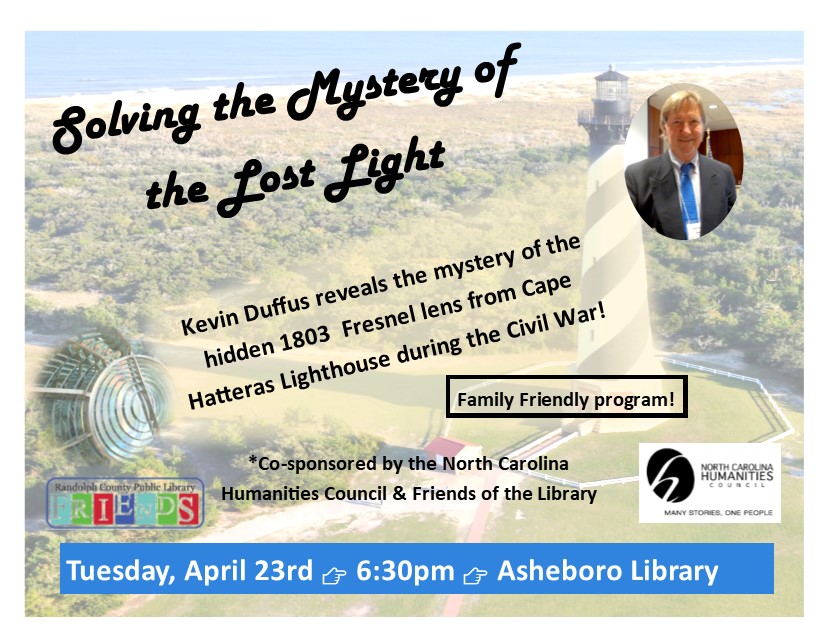 Solving the Mystery of
the Lost Light
Kevin Duffus reveals the mystery of the
hidden 1803 Fresnel lens from Cape
Hatteras Lighthouse during the Civil War!
Family Friendly program!
*Co-sponsored by the North Carolina
Humanities Council & Friends of the Library
Randolph County Public Library
FRIENDS
NORTH CAROLINA
HUMANITIES
COUNCIL
MANY STORIES, ONE PEOPLE
Tuesday, April 23rd 👉 6:30pm 👉 Asheboro Library